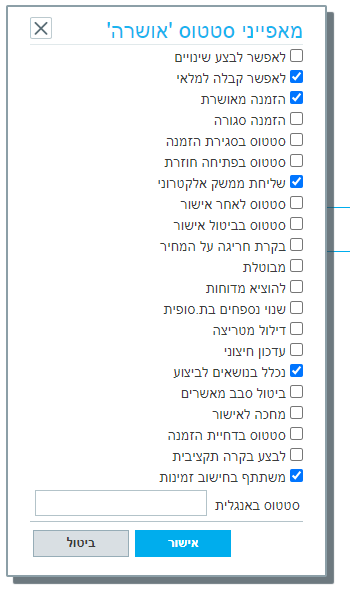 מאפייני סטטוס 'אושרה'
לאפשר לבצע שינויים
לאפשר קבלה למלאי
הזמנה מאושרת
הזמנה סגורה
סטטוס בסגירת הזמנה
סטטוס בפתיחה חוזרת
שליחת ממשק אלקטרוני
סטטוס לאחר אישור
סטטוס בביטול אישור
בקרת חריגה על המחיר
מבוטלת
להוציא מדוחות
שנוי נספחים בת.סופית
דילול מטריצה
עדכון חיצוני
נכלל בנושאים לביצוע
ביטול סבב מאשרים
מחכה לאישור
סטטוס בדחיית הזמנה
לבצע בקרה תקציבית
משתתף בחישוב זמינות
סטטוס באנגלית
אישור ביטול